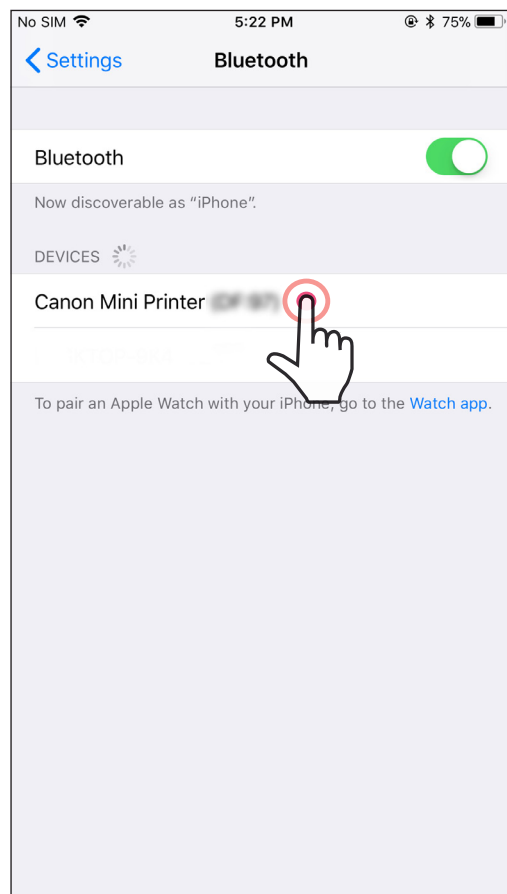 No SIM 5:22 PM 75%
Settings Bluetooth
Bluetooth
Now discoverable as “iPhone”.
DEVICES
Canon Mini Printer
To pair an Apple Watch with your iPhone, go to the Watch app.